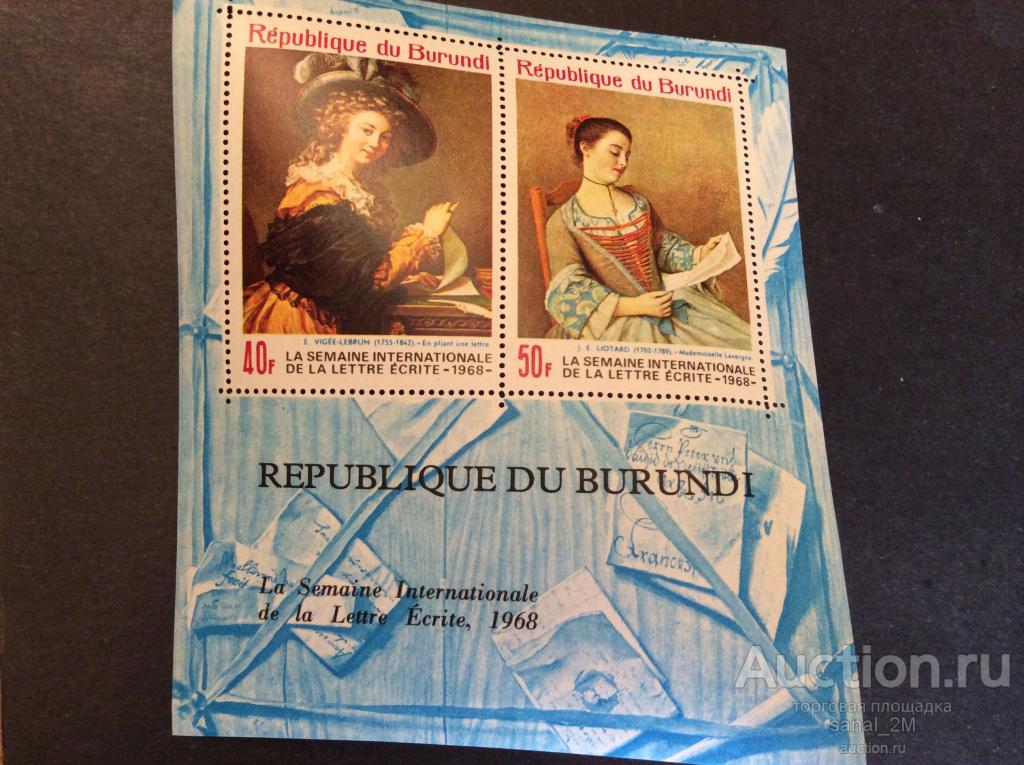 République du Burundi
E. VIGÉE-LEBRUN (1755-1842).- En pliant une lettre
40F
LA SEMAINE INTERNATIONALE
DE LA LETTRE ÉCRITE -1968-
République du Burundi
J. E. LIOTARD (1702-1789).- Mademoiselle Lavergne
50F
LA SEMAINE INTERNATIONALE
DE LA LETTRE ÉCRITE -1968-
REPUBLIQUE DU BURUNDI
La Semaine Internationale
de la Lettre Écrite, 1968
Auction.ru
торговая площадка
sanal_2M
auction.ru